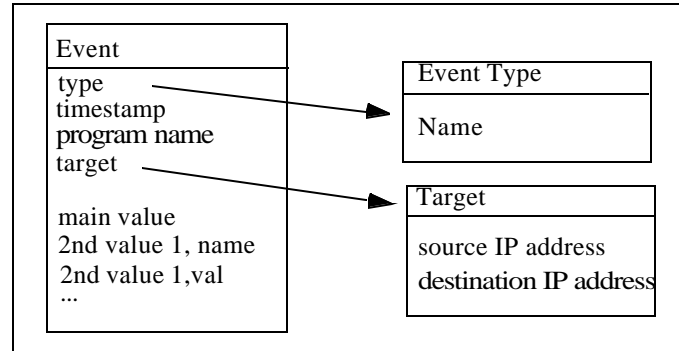 Event
type
timestamp
program name
target
main value
2nd value 1, name
2nd value 1,val
...
Event Type
Name
Target
source IP address
destination IP address